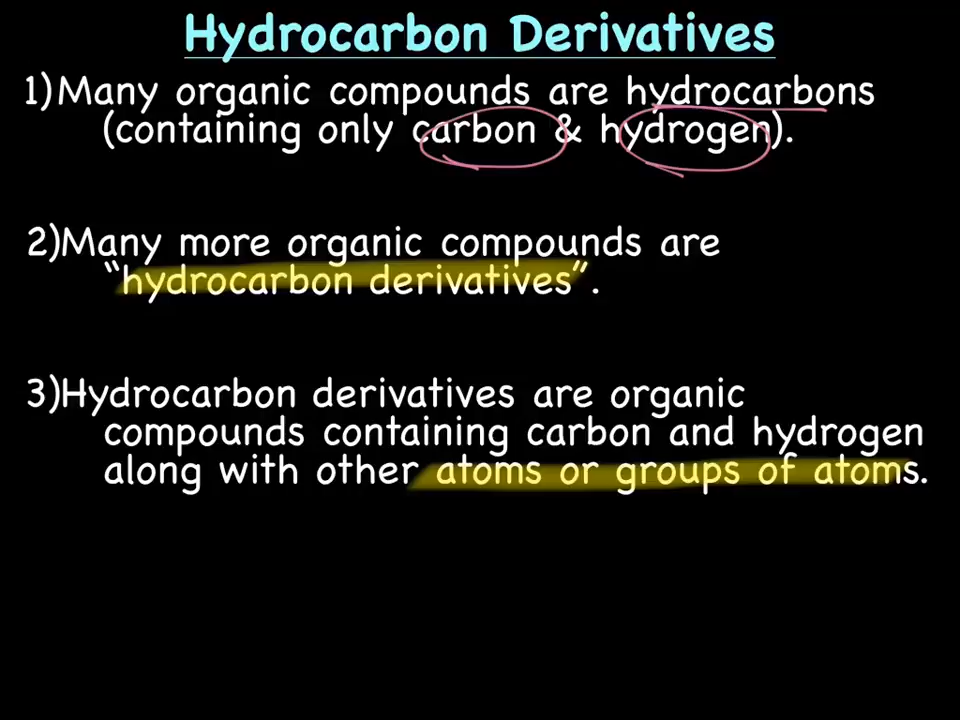 Hydrocarbon Derivatives
1)Many organic compounds are hydrocarbons
(containing only carbon & hydrogen).
2)Many more organic compounds are
“hydrocarbon derivatives”.
3)Hydrocarbon derivatives are organic
compounds containing carbon and hydrogen
along with other atoms or groups of atoms.